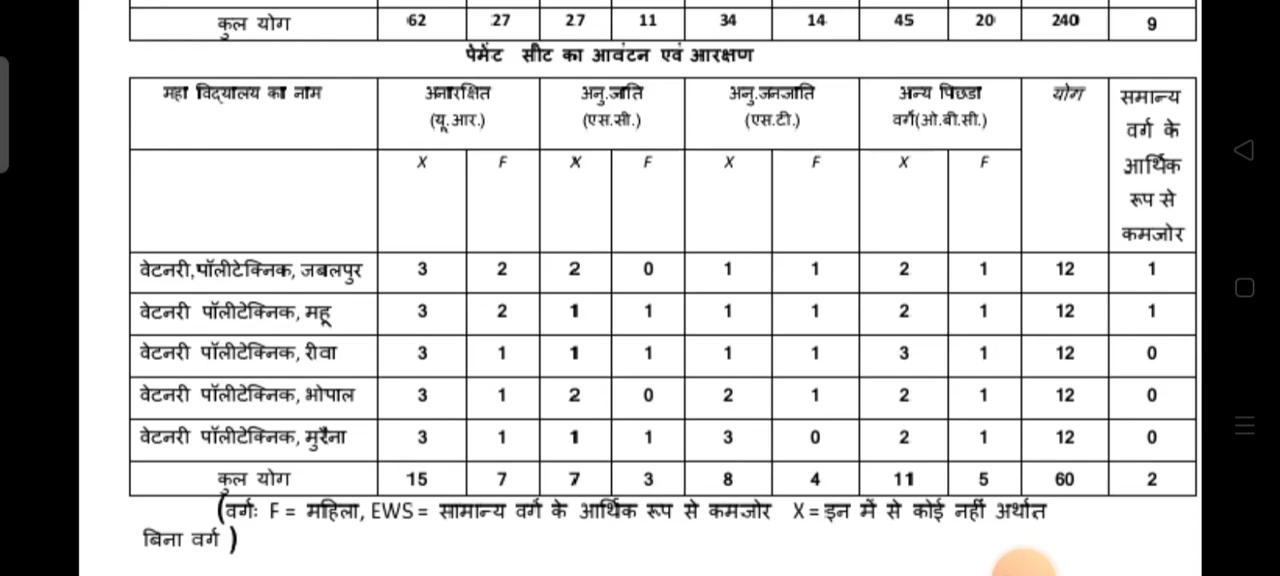 कुल योग 62 27 27 11 34 14 45 20 240 9
पेमेंट सीट का आवंटन एवं आरक्षण
महा विद्यालय का नाम अनारक्षित (यू.आर.) अनु.जाति (एस.सी.) अनु.जनजाति (एस.टी.) अन्य पिछडा वर्ग(ओ.बी.सी.) योग समान्य वर्ग के आर्थिक रूप से कमजोर
X F X F X F X F
वेटनरी,पॉलीटेक्निक, जबलपुर 3 2 2 0 1 1 2 1 12 1
वेटनरी पॉलीटेक्निक, महू 3 2 1 1 1 1 2 1 12 1
वेटनरी पॉलीटेक्निक, रीवा 3 1 1 1 1 1 3 1 12 0
वेटनरी पॉलीटेक्निक, भोपाल 3 1 2 0 2 1 2 1 12 0
वेटनरी पॉलीटेक्निक, मुरैना 3 1 1 1 3 0 2 1 12 0
कुल योग 15 7 7 3 8 4 11 5 60 2
(वर्गः F = महिला, EWS = सामान्य वर्ग के आर्थिक रूप से कमजोर X = इन में से कोई नहीं अर्थात
बिना वर्ग )